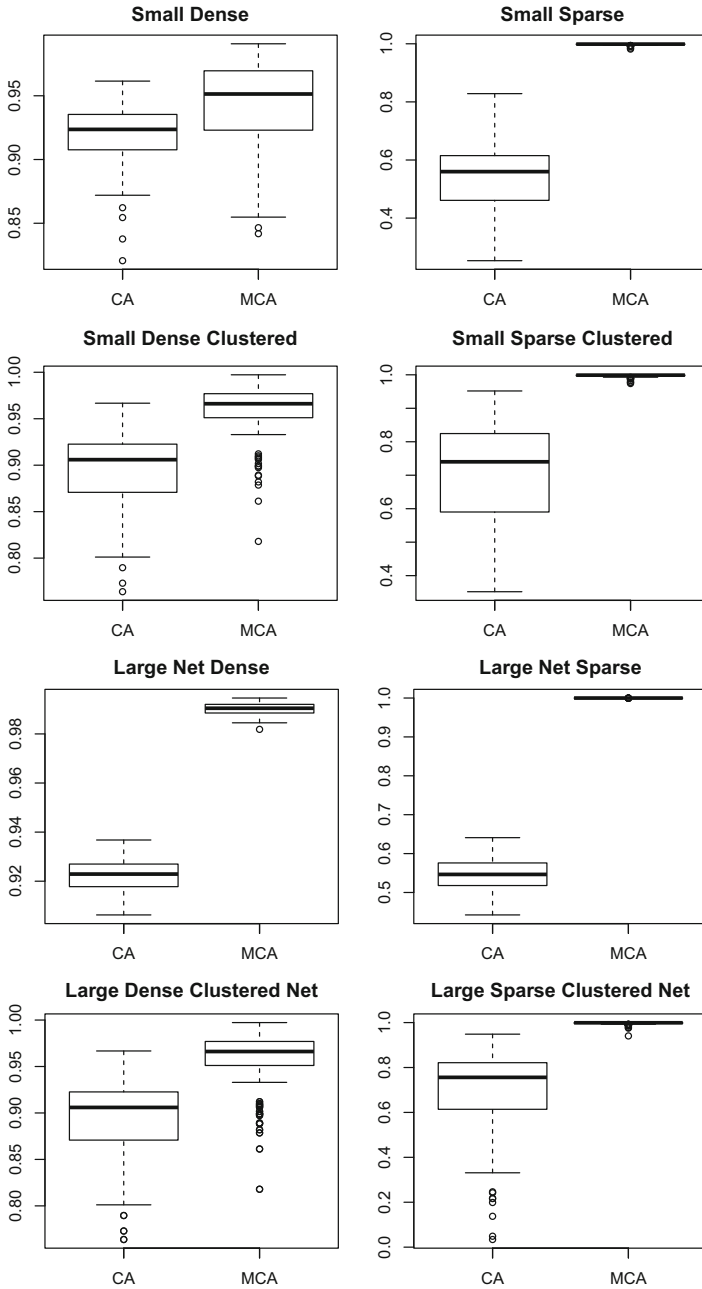 Small Dense
0.95
0.90
0.85
CA MCA
Small Sparse
1.0
0.8
0.6
0.4
CA MCA
Small Dense Clustered
1.00
0.95
0.90
0.85
0.80
CA MCA
Small Sparse Clustered
1.0
0.8
0.6
0.4
CA MCA
Large Net Dense
0.98
0.96
0.94
0.92
CA MCA
Large Net Sparse
1.0
0.9
0.8
0.7
0.6
0.5
CA MCA
Large Dense Clustered Net
1.00
0.95
0.90
0.85
0.80
CA MCA
Large Sparse Clustered Net
1.0
0.8
0.6
0.4
0.2
0.0
CA MCA